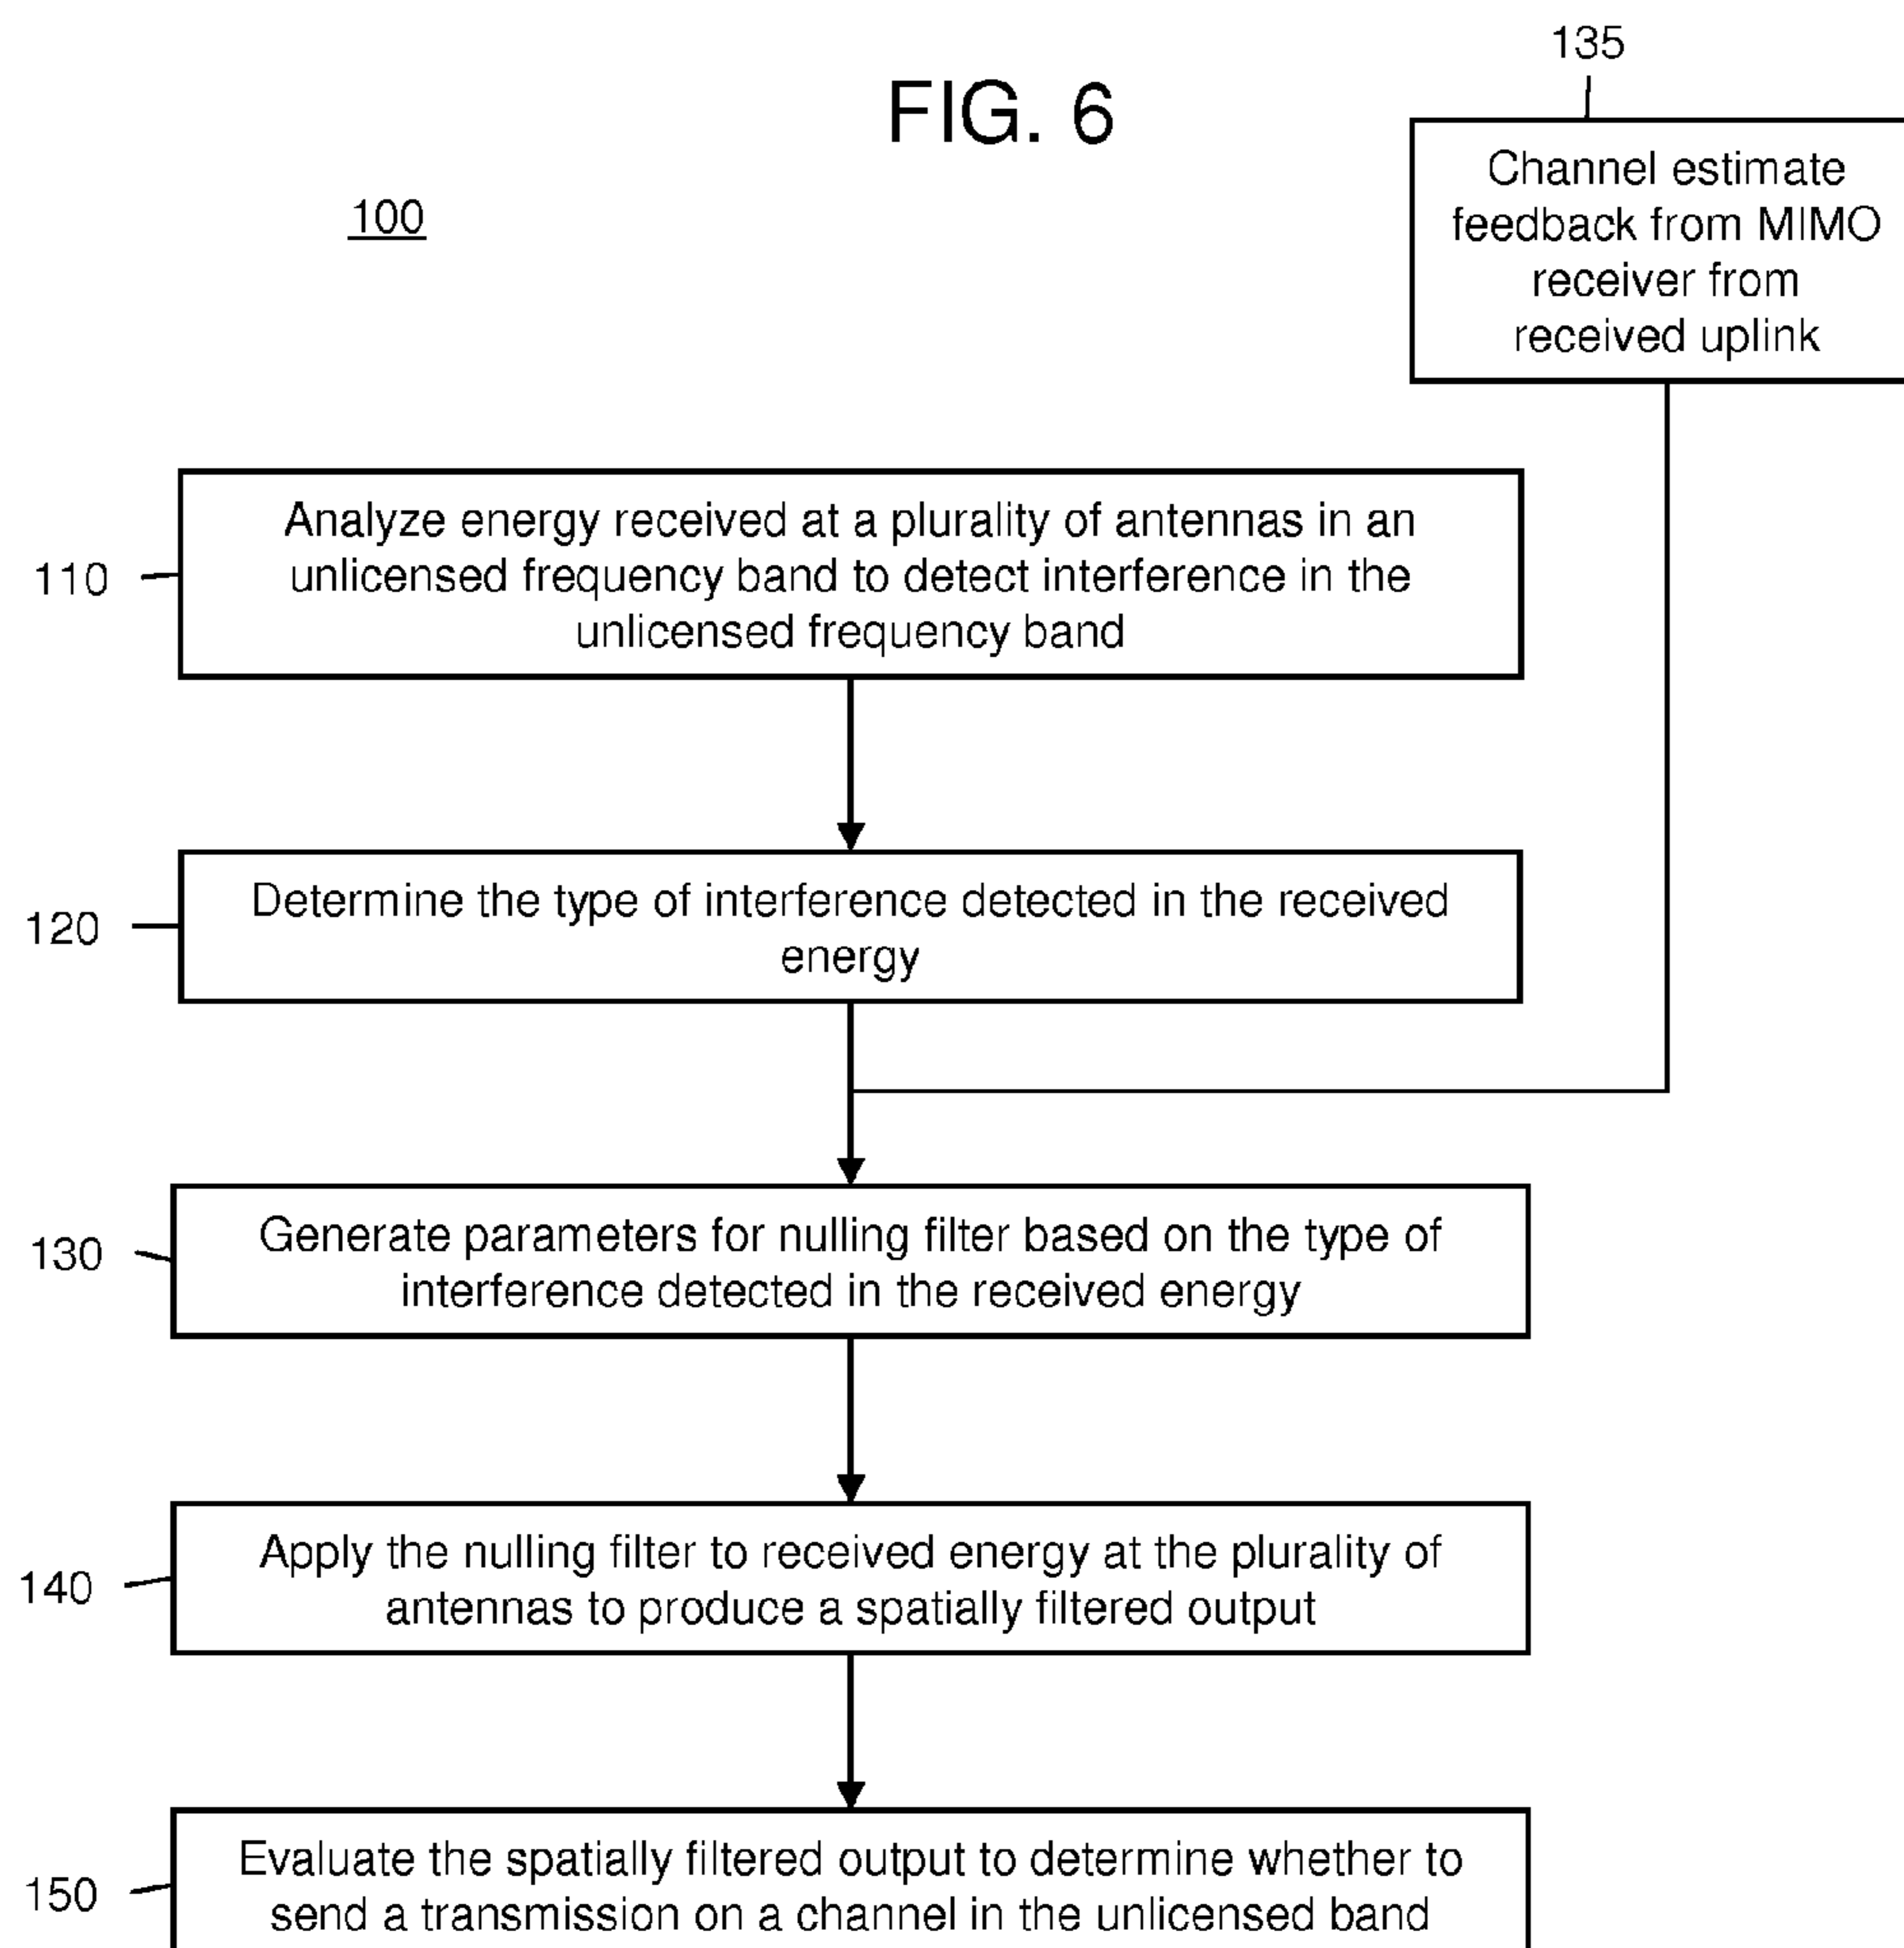 135
FIG. 6
100
Channel estimate
feedback from MIMO
receiver from
received uplink
110
Analyze energy received at a plurality of antennas in an
unlicensed frequency band to detect interference in the
unlicensed frequency band
120
Determine the type of interference detected in the received
energy
130
Generate parameters for nulling filter based on the type of
interference detected in the received energy
140
Apply the nulling filter to received energy at the plurality of
antennas to produce a spatially filtered output
150
Evaluate the spatially filtered output to determine whether to
send a transmission on a channel in the unlicensed band